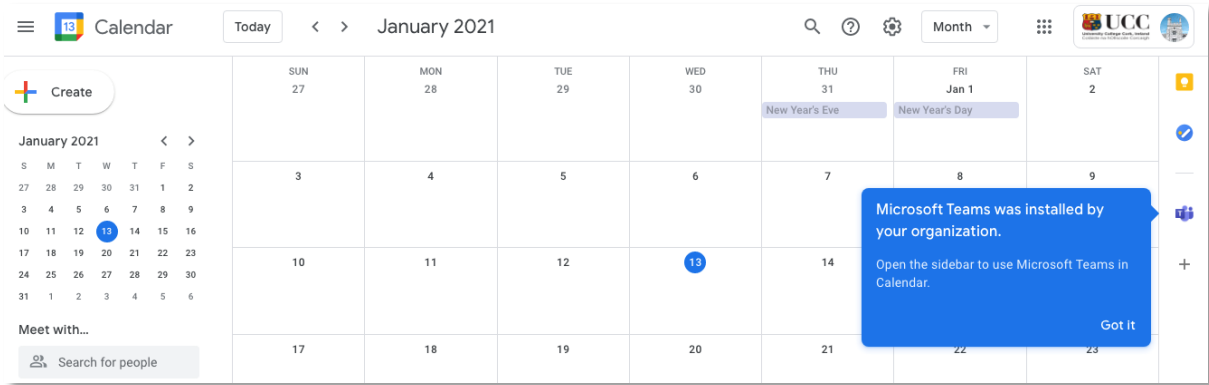 13 Calendar Today January 2021 Month UCC
University College Cork, Ireland
Create
January 2021
S M T W T F S
27 28 29 30 31 1 2
3 4 5 6 7 8 9
10 11 12 13 14 15 16
17 18 19 20 21 22 23
24 25 26 27 28 29 30
31 1 2 3 4 5 6
Meet with...
Search for people
SUN MON TUE WED THU FRI SAT
27 28 29 30 31 Jan 1 2
New Year's Eve New Year's Day
3 4 5 6 7 8 9
10 11 12 13 14
17 18 19 20 21 22 23
Microsoft Teams was installed by
your organization.
Open the sidebar to use Microsoft Teams in
Calendar.
Got it